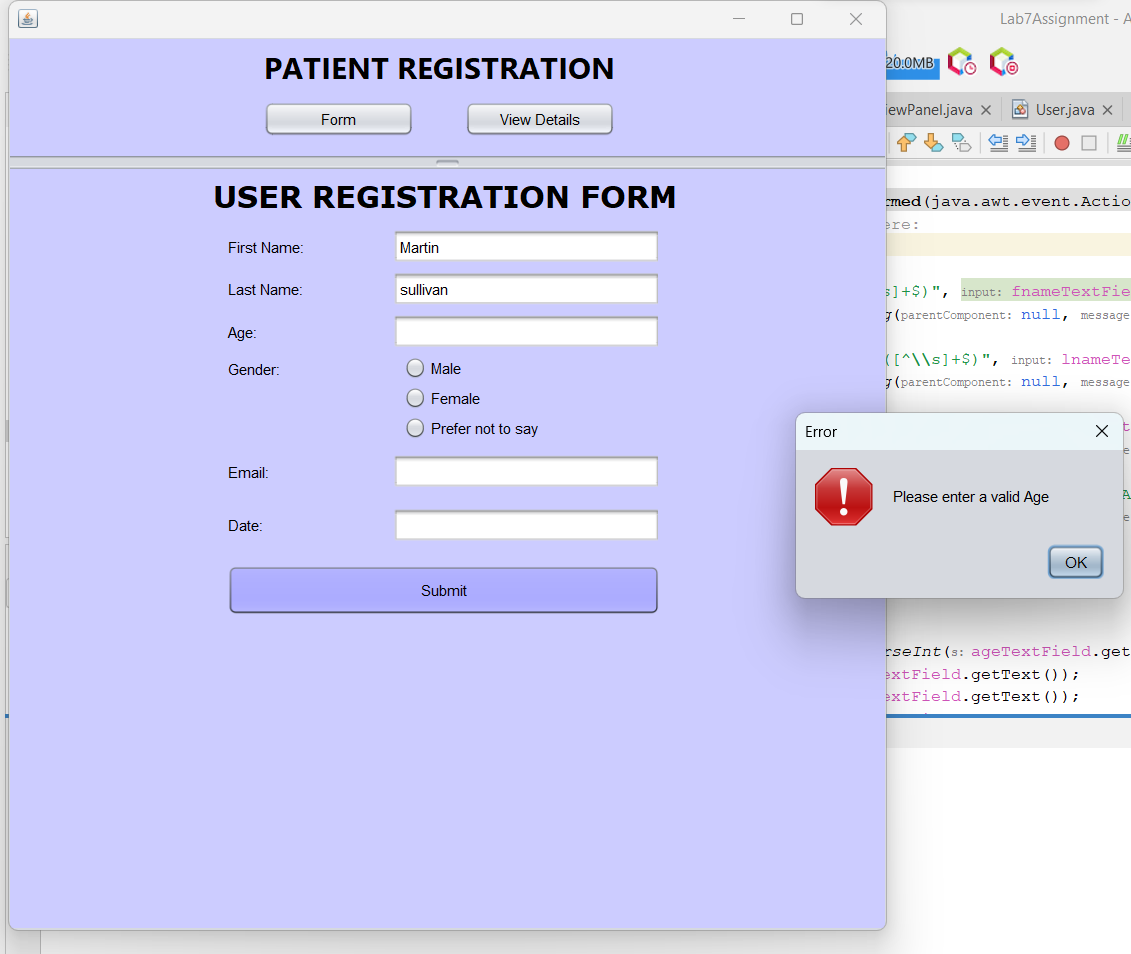 Lab7Assignment - A
PATIENT REGISTRATION
20.0MB
Form
View Details
ewPanel.java
User.java
USER REGISTRATION FORM
rmed(java.awt.event.Actio
ere:
First Name:
Martin
Last Name:
sullivan
s]+$)", input: fnameTextFie
g(parentComponent: null, message
Age:
([^\\s]+$)", input: lnameTe
Gender:
Male
g(parentComponent: null, message
Female
Prefer not to say
Error
Email:
Please enter a valid Age
Date:
OK
Submit
rseInt(s: ageTextField.get
extField.getText());
extField.getText());